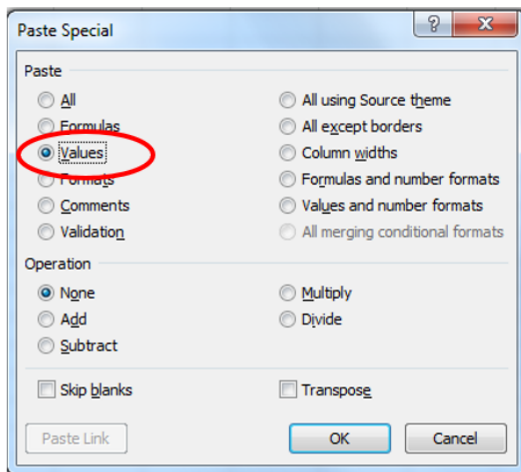 Paste Special
Paste
All
All using Source theme
Formulas
All except borders
Values
Column widths
Formats
Formulas and number formats
Comments
Values and number formats
Validation
All merging conditional formats
Operation
None
Multiply
Add
Divide
Subtract
Skip blanks
Transpose
Paste Link
OK
Cancel